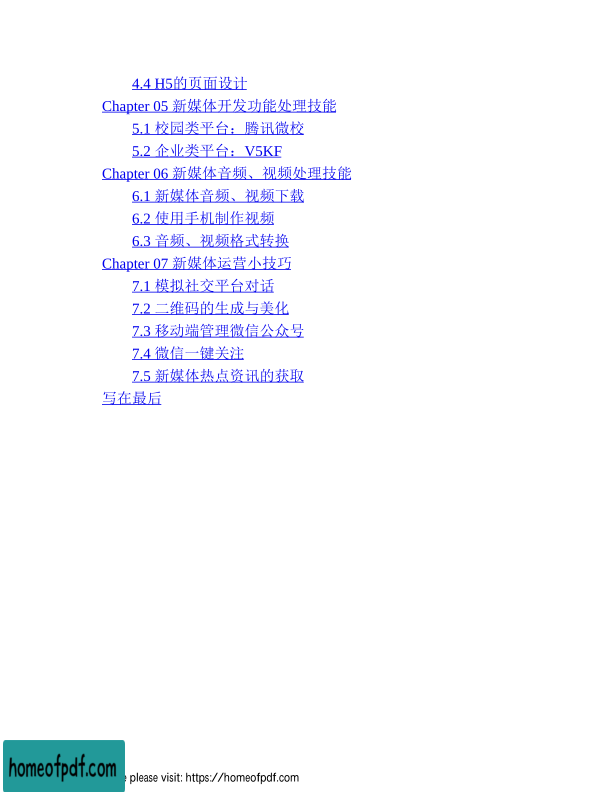 4.4 H5的页面设计
Chapter 05 新媒体开发功能处理技能
5.1 校园类平台：腾讯微校
5.2 企业类平台：V5KF
Chapter 06 新媒体音频、视频处理技能
6.1 新媒体音频、视频下载
6.2 使用手机制作视频
6.3 音频、视频格式转换
Chapter 07 新媒体运营小技巧
7.1 模拟社交平台对话
7.2 二维码的生成与美化
7.3 移动端管理微信公众号
7.4 微信一键关注
7.5 新媒体热点资讯的获取
写在最后
homeofpdf.com
please visit: https://homeofpdf.com